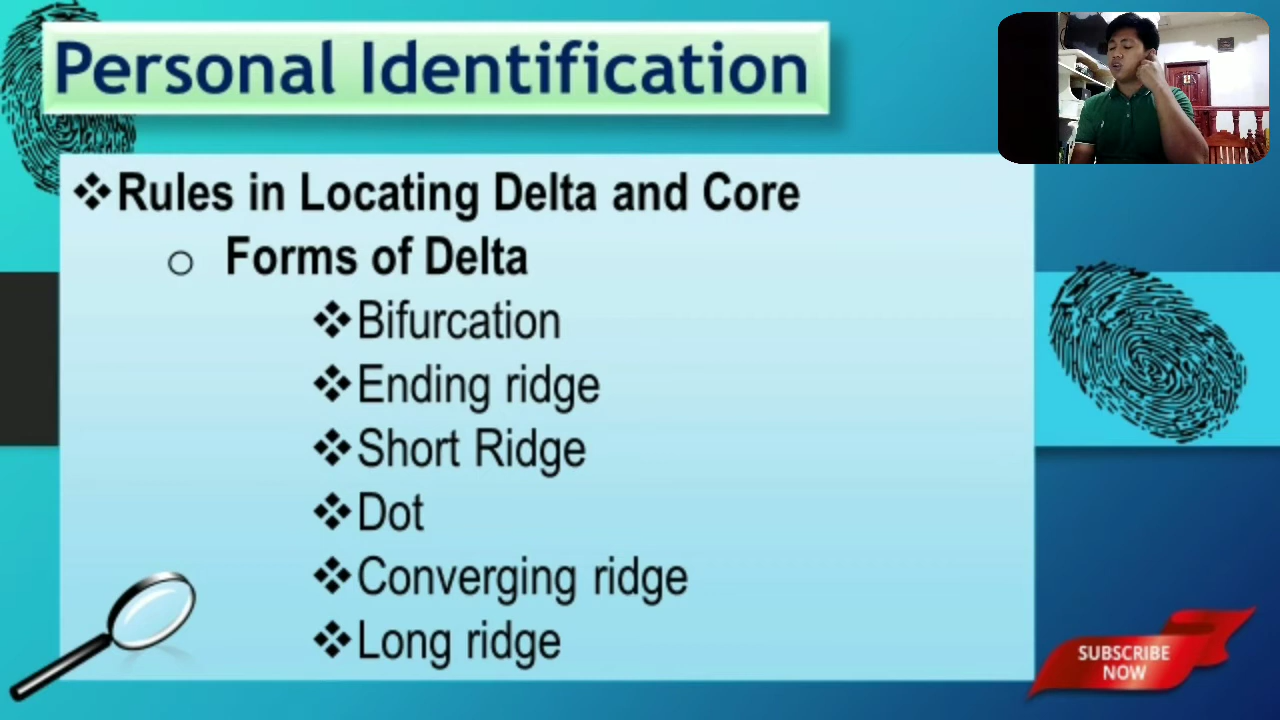 Personal Identification
❖Rules in Locating Delta and Core
o Forms of Delta
❖Bifurcation
❖Ending ridge
❖Short Ridge
❖Dot
❖Converging ridge
❖Long ridge
SUBSCRIBE
NOW